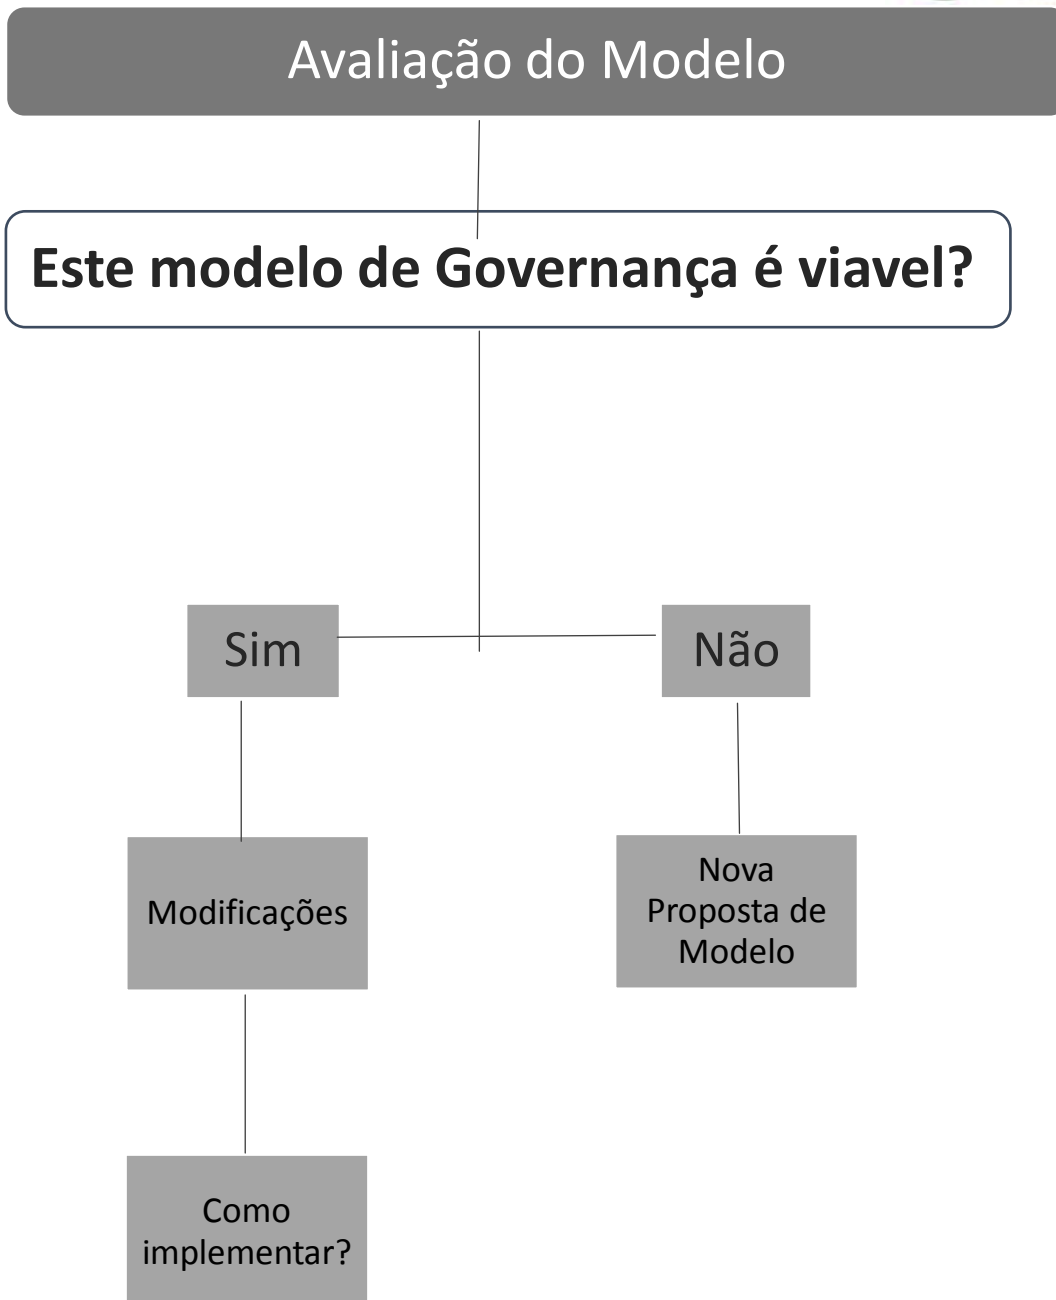 Avaliação do Modelo
Este modelo de Governança é viavel?
Sim
Não
Modificações
Nova
Proposta de
Modelo
Como
implementar?